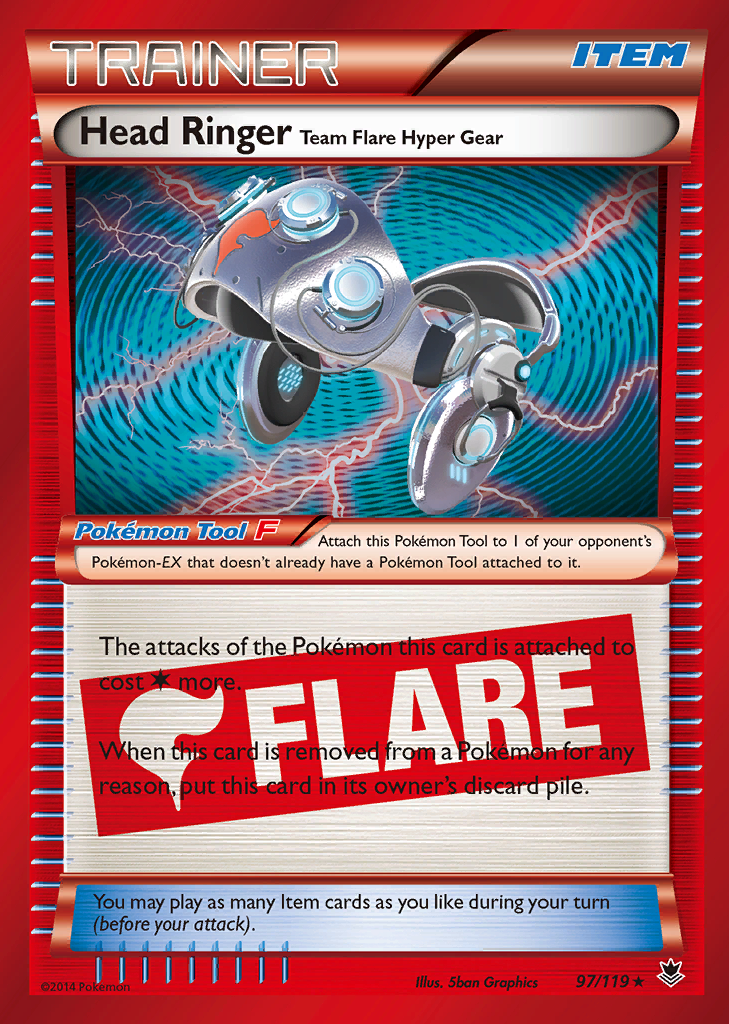 TRAINER
ITEM
Head Ringer Team Flare Hyper Gear
Pokémon Tool F
Attach this Pokémon Tool to 1 of your opponent's
Pokémon-EX that doesn't already have a Pokémon Tool attached to it.
The attacks of the Pokémon this card is attached to
cost ✶ more.
FLARE
When this card is removed from a Pokémon for any
reason, put this card in its owner's discard pile.
You may play as many Item cards as you like during your turn
(before your attack).
©2014 Pokémon
Illus. 5ban Graphics
97/119 ★